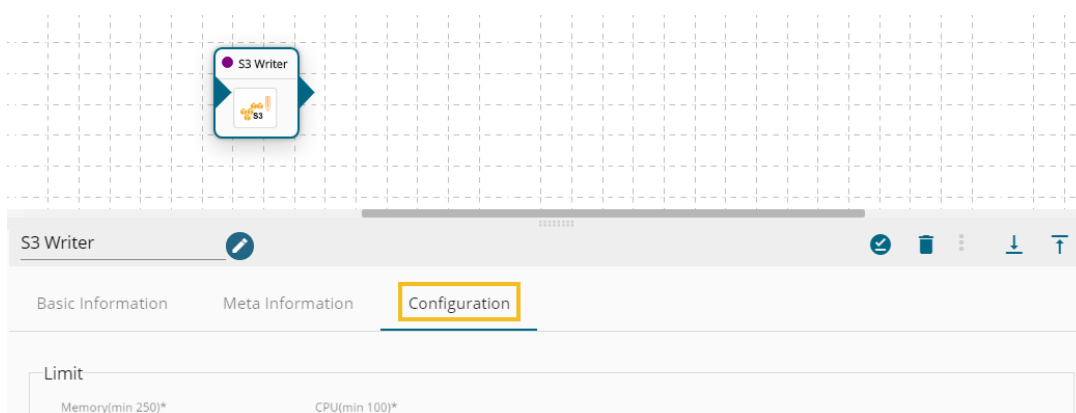 S3 Writer
S3
S3 Writer
Basic Information Meta Information Configuration
Limit
Memory(min 250)* CPU(min 100)*